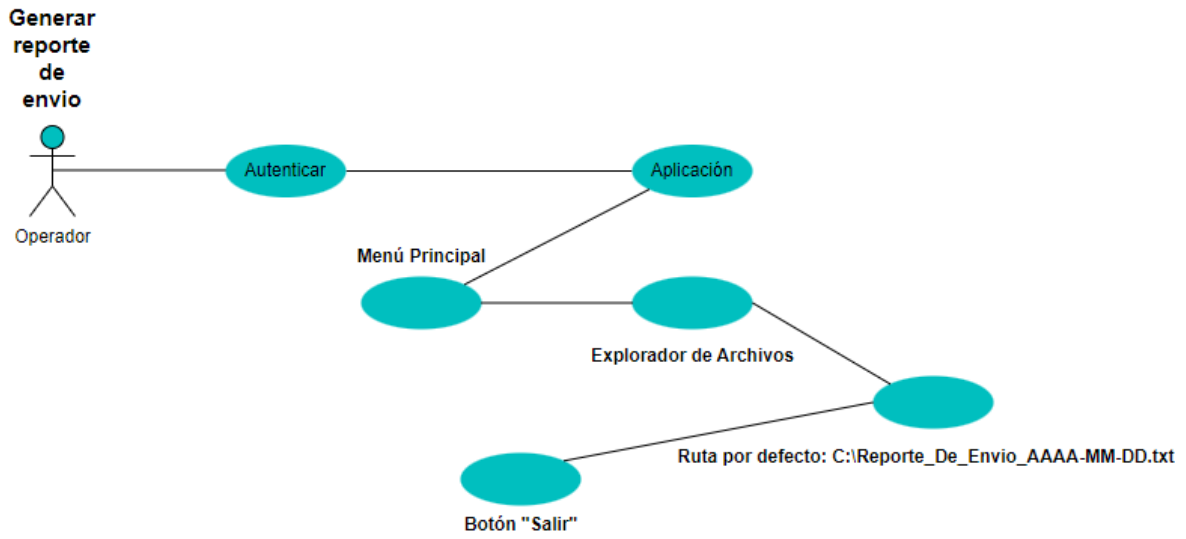 Generar
reporte
de
envio
Autenticar
Aplicación
Operador
Menú Principal
Explorador de Archivos
Ruta por defecto: C:\Reporte_De_Envio_AAAA-MM-DD.txt
Botón "Salir"